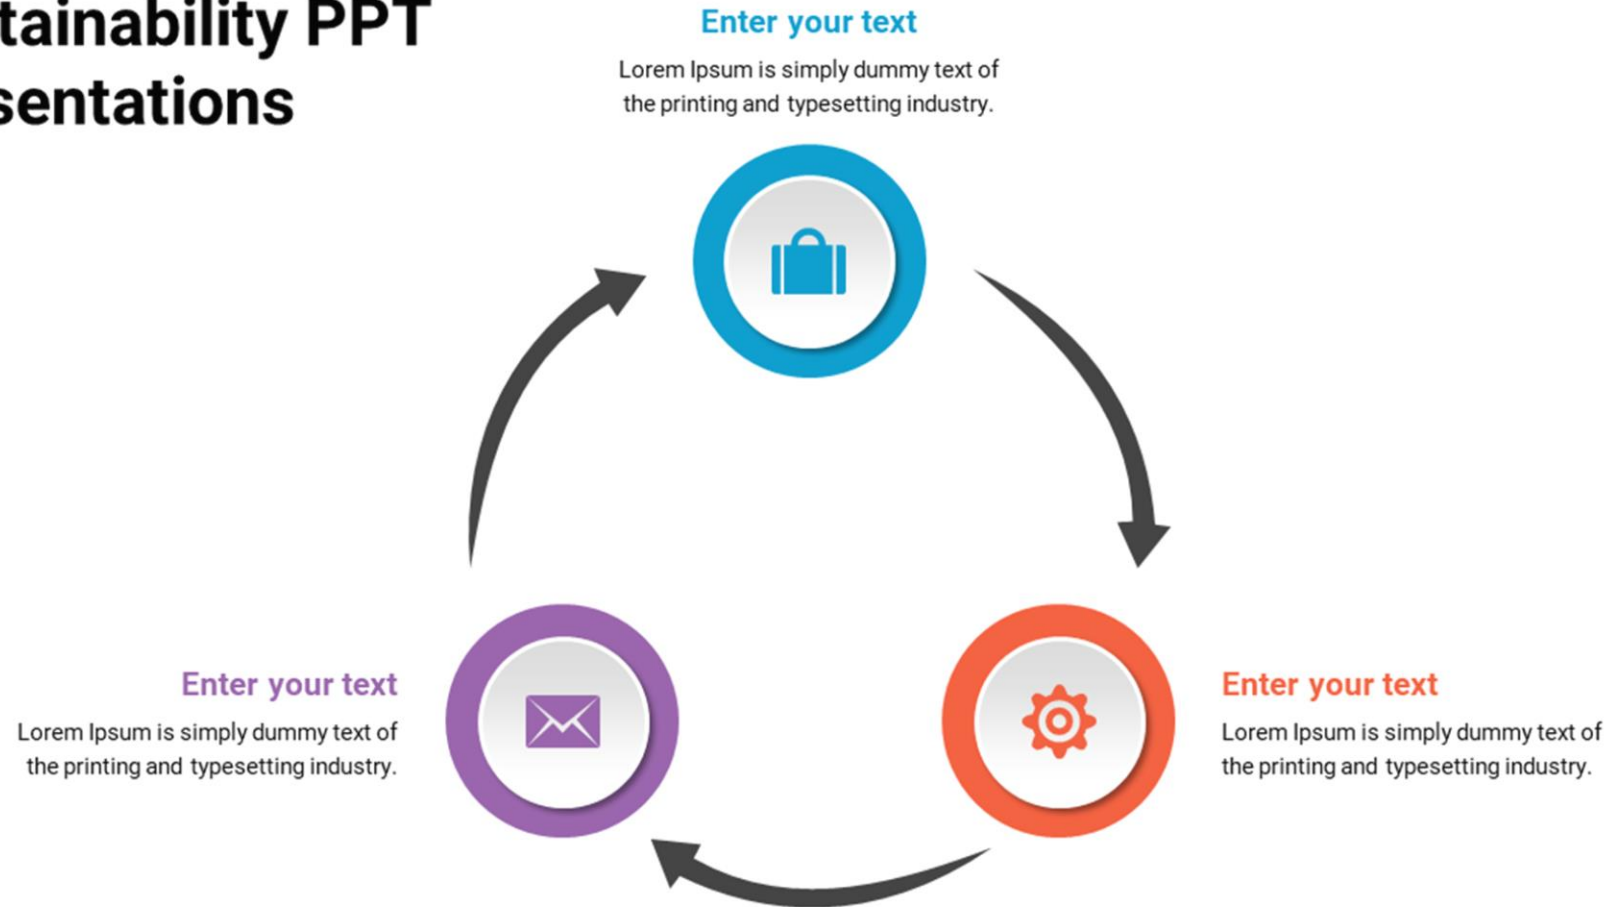 tainability PPT
sentations
Enter your text
Lorem Ipsum is simply dummy text of
the printing and typesetting industry.
Enter your text
Lorem Ipsum is simply dummy text of
the printing and typesetting industry.
Enter your text
Lorem Ipsum is simply dummy text of
the printing and typesetting industry.